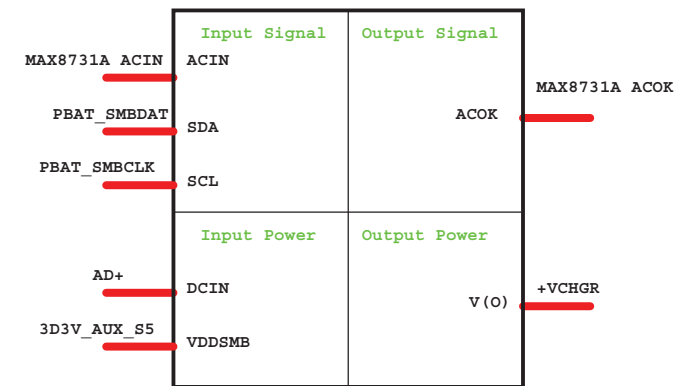 Input Signal
Output Signal
MAX8731A ACIN
ACIN
MAX8731A ACOK
PBAT_SMBDAT
SDA
ACOK
PBAT_SMBCLK
SCL
Input Power
Output Power
AD+
DCIN
+VCHGR
V(O)
3D3V_AUX_S5
VDDSMB